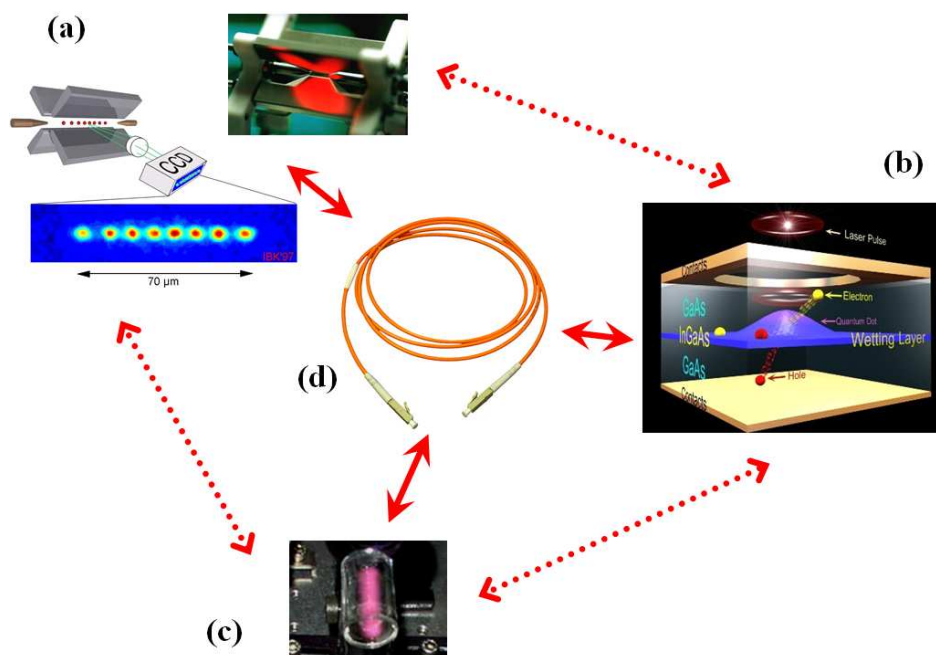 (a)
CCD
IBK'97
70 μm
(b)
Laser Pulse
Contacts
GaAs
Electron
Quantum Dot
InGaAs
Wetting Layer
GaAs
Hole
Contacts
(d)
(c)